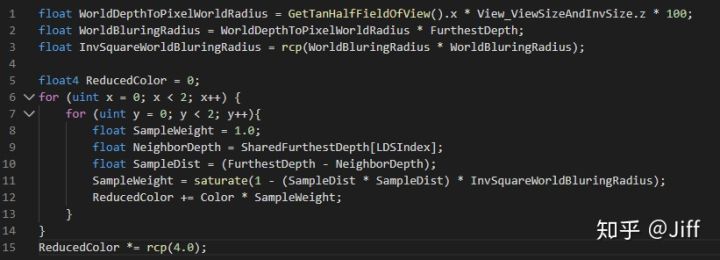 1 float WorldDepthToPixelWorldRadius = GetTanHalfFieldOfView().x * View_ViewSizeAndInvSize.z * 100;
2 float WorldBluringRadius = WorldDepthToPixelWorldRadius * FurthestDepth;
3 float InvSquareWorldBluringRadius = rcp(WorldBluringRadius * WorldBluringRadius);
4
5 float4 ReducedColor = 0;
6 for (uint x = 0; x < 2; x++) {
7     for (uint y = 0; y < 2; y++){
8         float SampleWeight = 1.0;
9         float NeighborDepth = SharedFurthestDepth[LDSIndex];
10         float SampleDist = (FurthestDepth - NeighborDepth);
11         SampleWeight = saturate(1 - (SampleDist * SampleDist) * InvSquareWorldBluringRadius);
12         ReducedColor += Color * SampleWeight;
13     }
14 }
15 ReducedColor *= rcp(4.0);
知乎 @Jiff